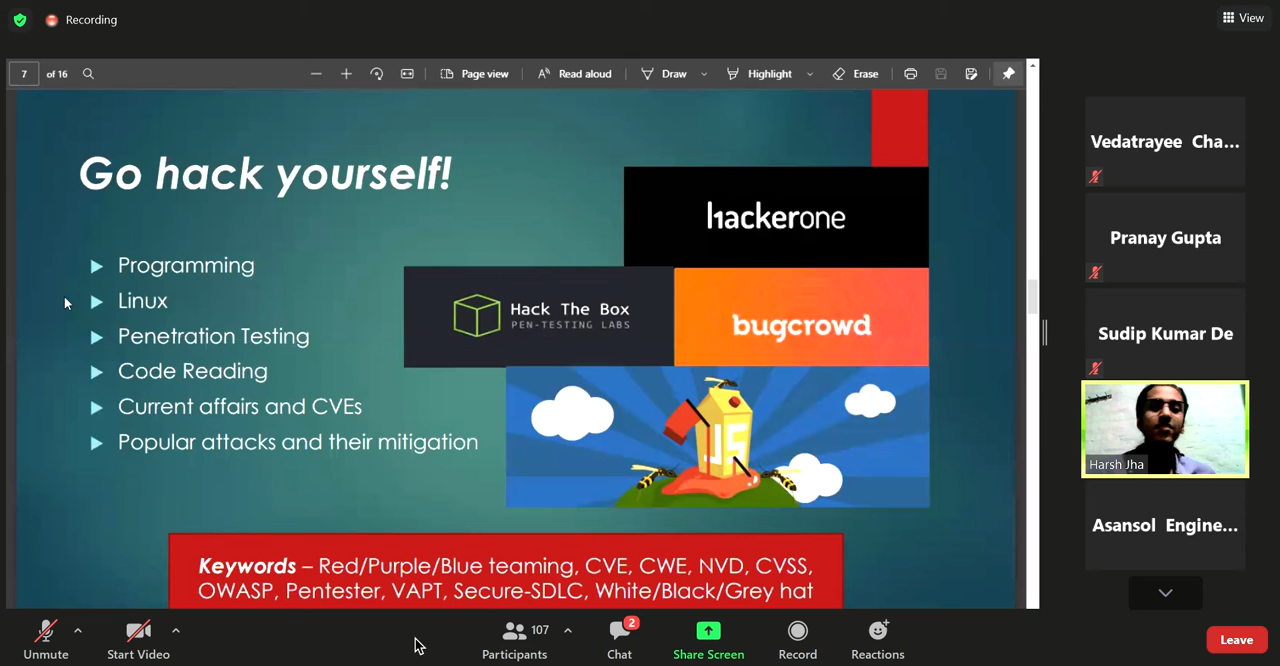 Recording
View
7 of 16
Page view
Read aloud
Draw
Highlight
Erase
Go hack yourself!
Programming
Linux
Penetration Testing
Code Reading
Current affairs and CVEs
Popular attacks and their mitigation
hackerone
Hack The Box
PEN-TESTING LABS
bugcrowd
JS
Keywords – Red/Purple/Blue teaming, CVE, CWE, NVD, CVSS,
OWASP, Pentester, VAPT, Secure-SDLC, White/Black/Grey hat
Vedatrayee Cha...
Pranay Gupta
Sudip Kumar De
Harsh Jha
Asansol Engine...
Unmute
Start Video
107
Participants
2
Chat
Share Screen
Record
Reactions
Leave